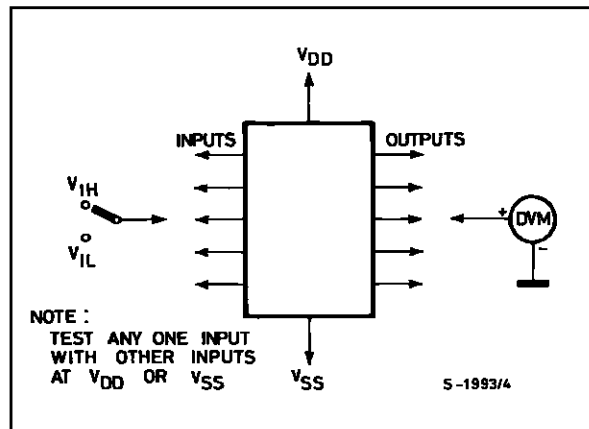 VDD
INPUTS
OUTPUTS
VIH
VIL
+
DVM
-
NOTE :
TEST ANY ONE INPUT
WITH OTHER INPUTS
AT VDD OR VSS
VSS
S-1993/4